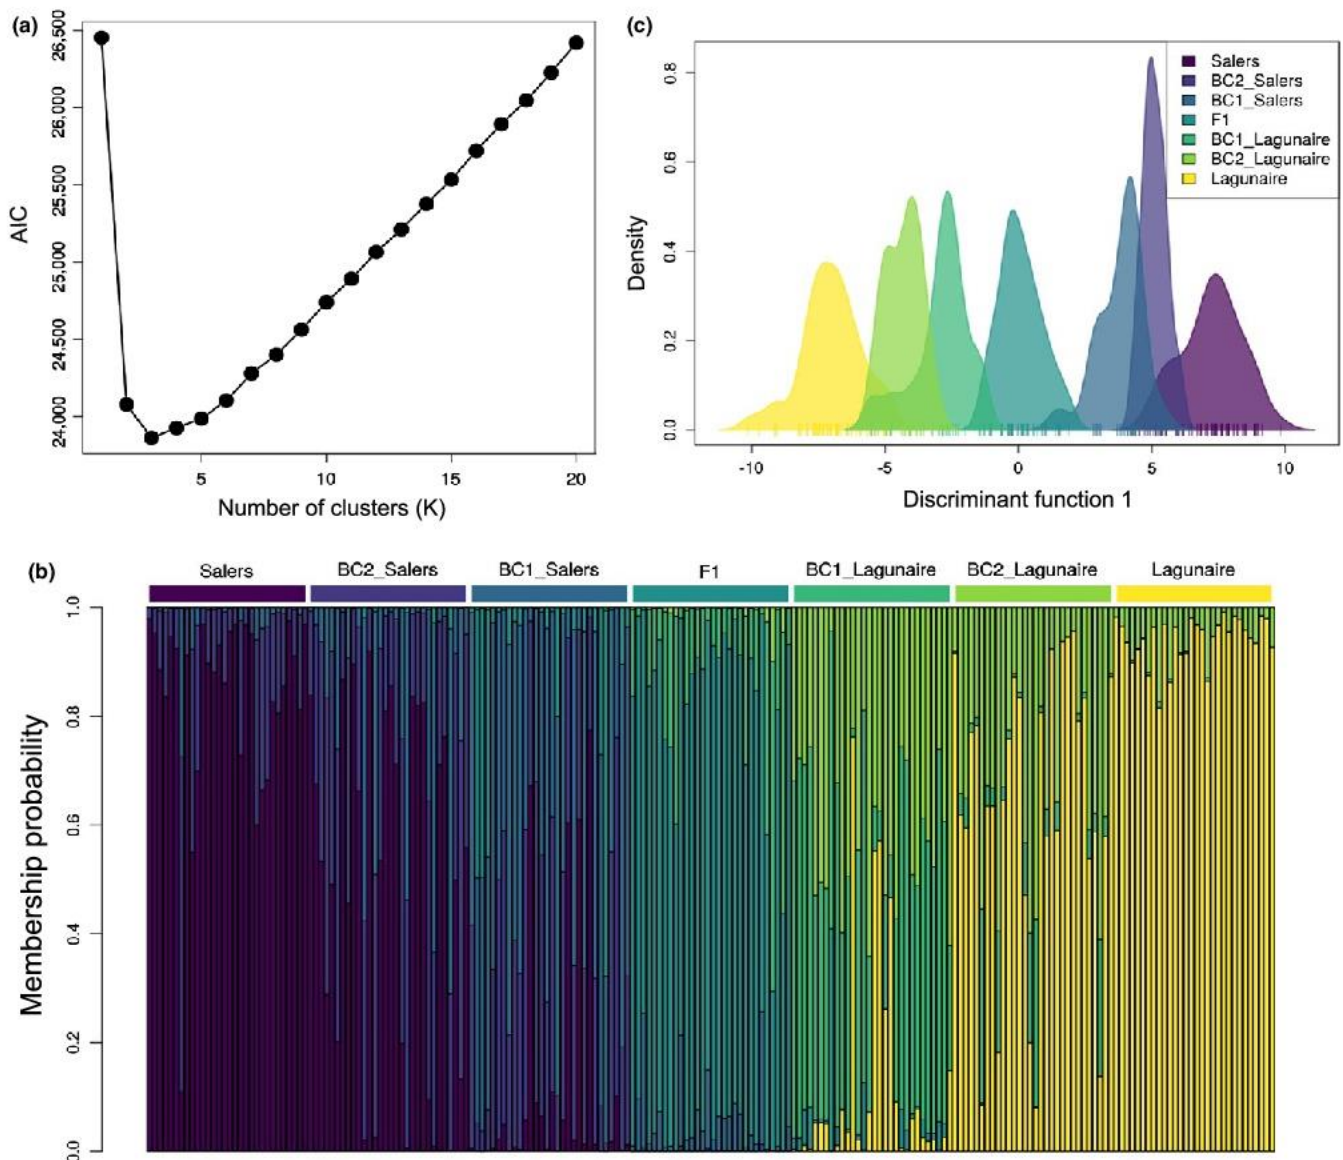 (a)
26,500
26,000
25,500
25,000
24,500
24,000
AIC
5 10 15 20
Number of clusters (K)
(c)
0.8
0.6
0.4
0.2
0.0
Density
Salers
BC2_Salers
BC1_Salers
F1
BC1_Lagunaire
BC2_Lagunaire
Lagunaire
-10 -5 0 5 10
Discriminant function 1
(b)
Salers BC2_Salers BC1_Salers F1 BC1_Lagunaire BC2_Lagunaire Lagunaire
1.0
0.8
0.6
0.4
0.2
0.0
Membership probability